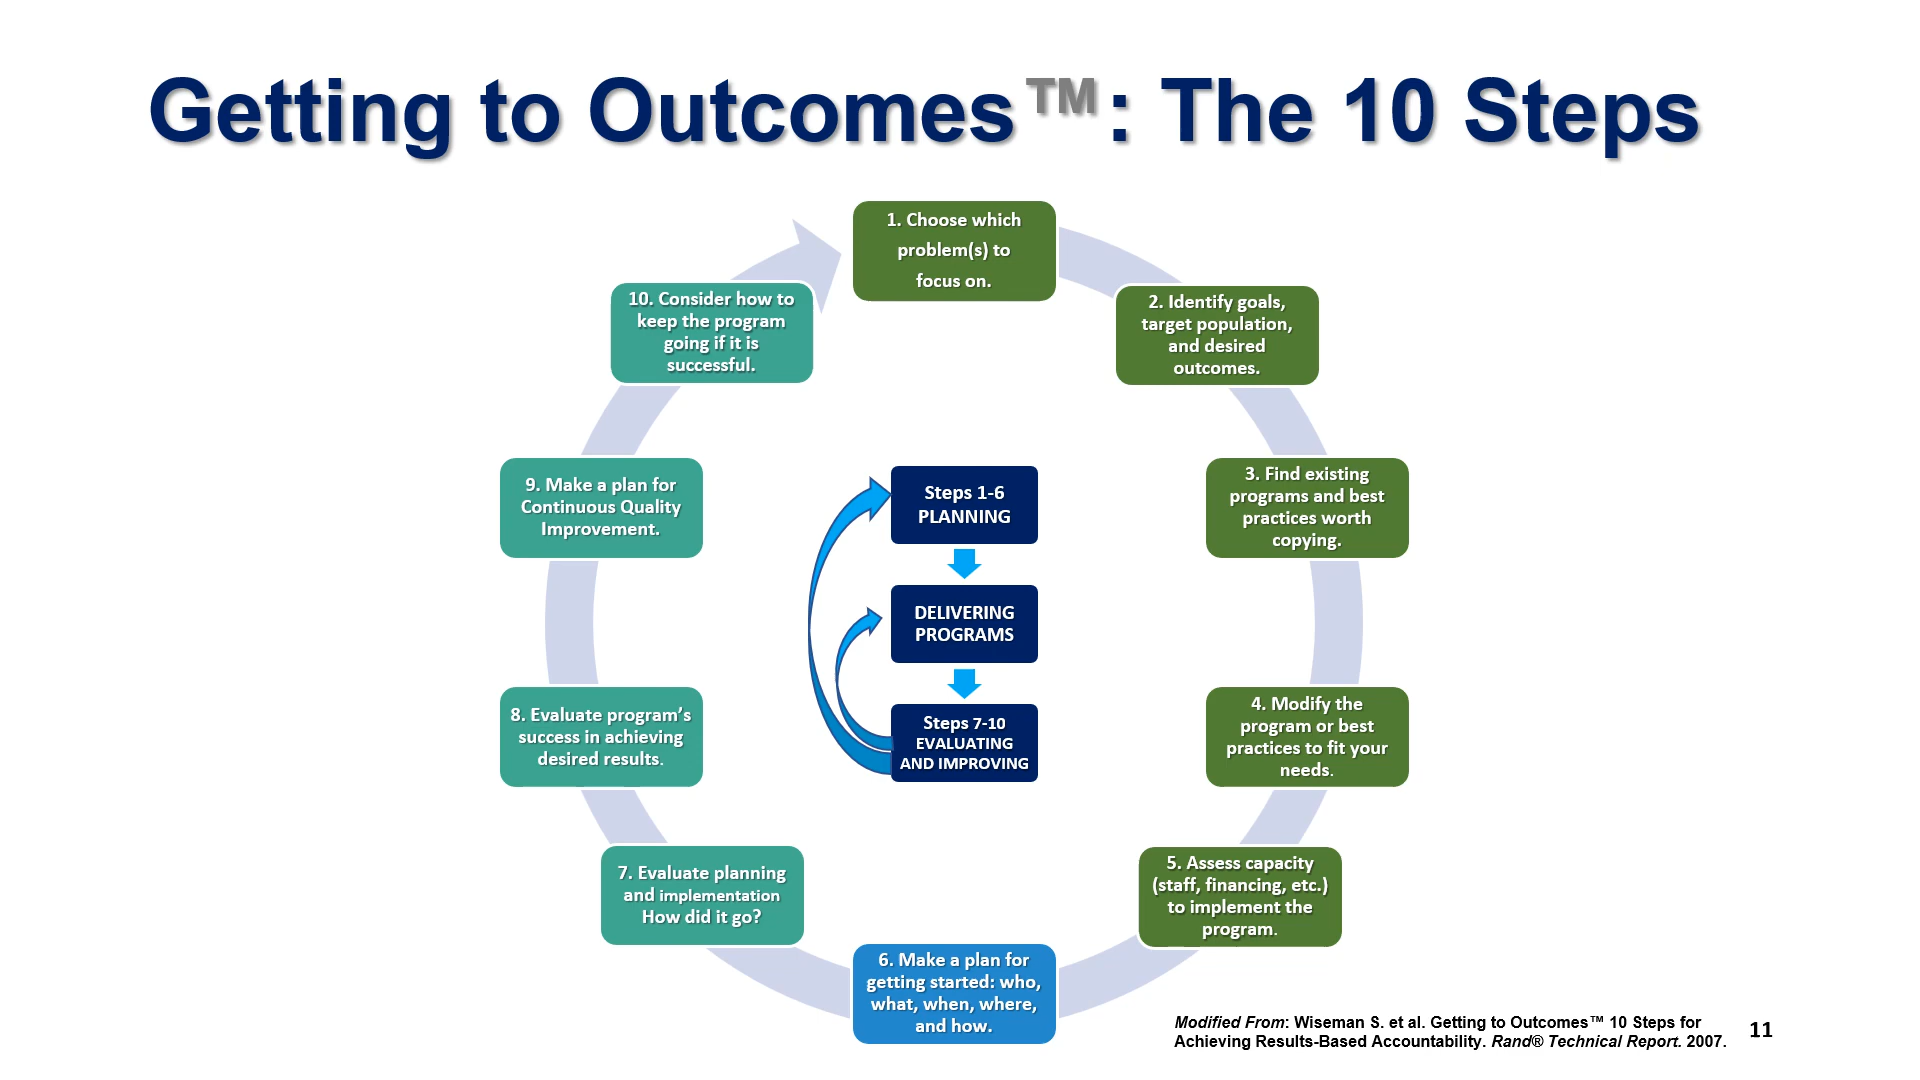 Getting to Outcomes™: The 10 Steps
1. Choose which
problem(s) to
focus on.
2. Identify goals,
target population,
and desired
outcomes.
3. Find existing
programs and best
practices worth
copying.
4. Modify the
program or best
practices to fit your
needs.
5. Assess capacity
(staff, financing, etc.)
to implement the
program.
6. Make a plan for
getting started: who,
what, when, where,
and how.
7. Evaluate planning
and implementation
How did it go?
8. Evaluate program’s
success in achieving
desired results.
9. Make a plan for
Continuous Quality
Improvement.
10. Consider how to
keep the program
going if it is
successful.
Steps 1-6
PLANNING
DELIVERING
PROGRAMS
Steps 7-10
EVALUATING
AND IMPROVING
Modified From: Wiseman S. et al. Getting to Outcomes™ 10 Steps for
Achieving Results-Based Accountability. Rand® Technical Report. 2007.
11